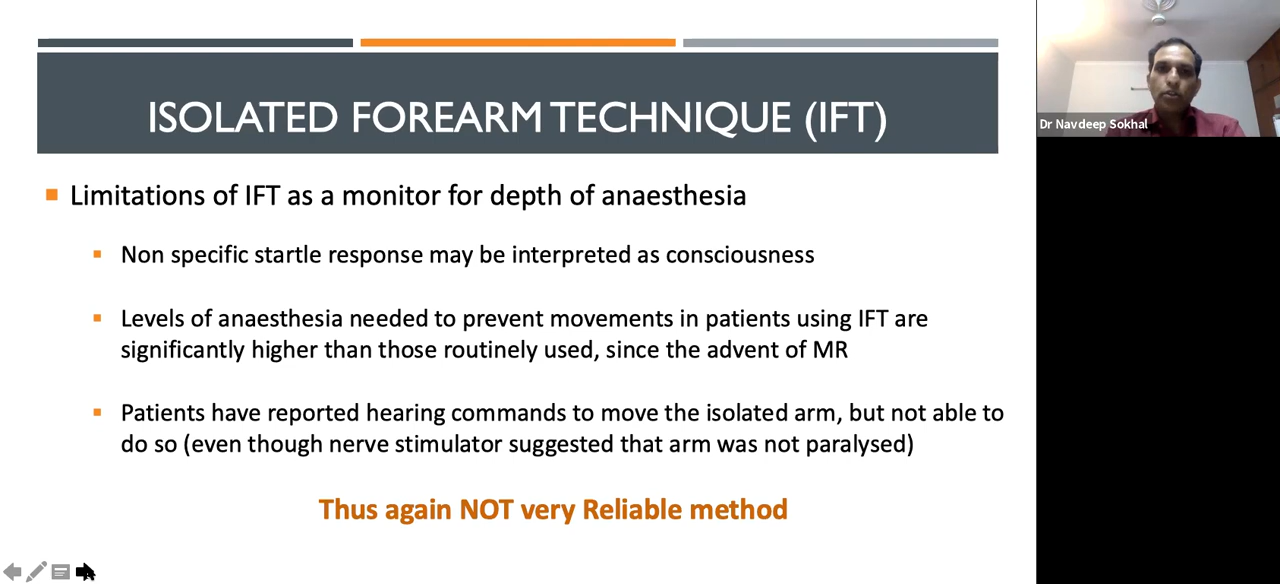 ISOLATED FOREARM TECHNIQUE (IFT)
Limitations of IFT as a monitor for depth of anaesthesia
Non specific startle response may be interpreted as consciousness
Levels of anaesthesia needed to prevent movements in patients using IFT are
significantly higher than those routinely used, since the advent of MR
Patients have reported hearing commands to move the isolated arm, but not able to
do so (even though nerve stimulator suggested that arm was not paralysed)
Thus again NOT very Reliable method
Dr Navdeep Sokhal